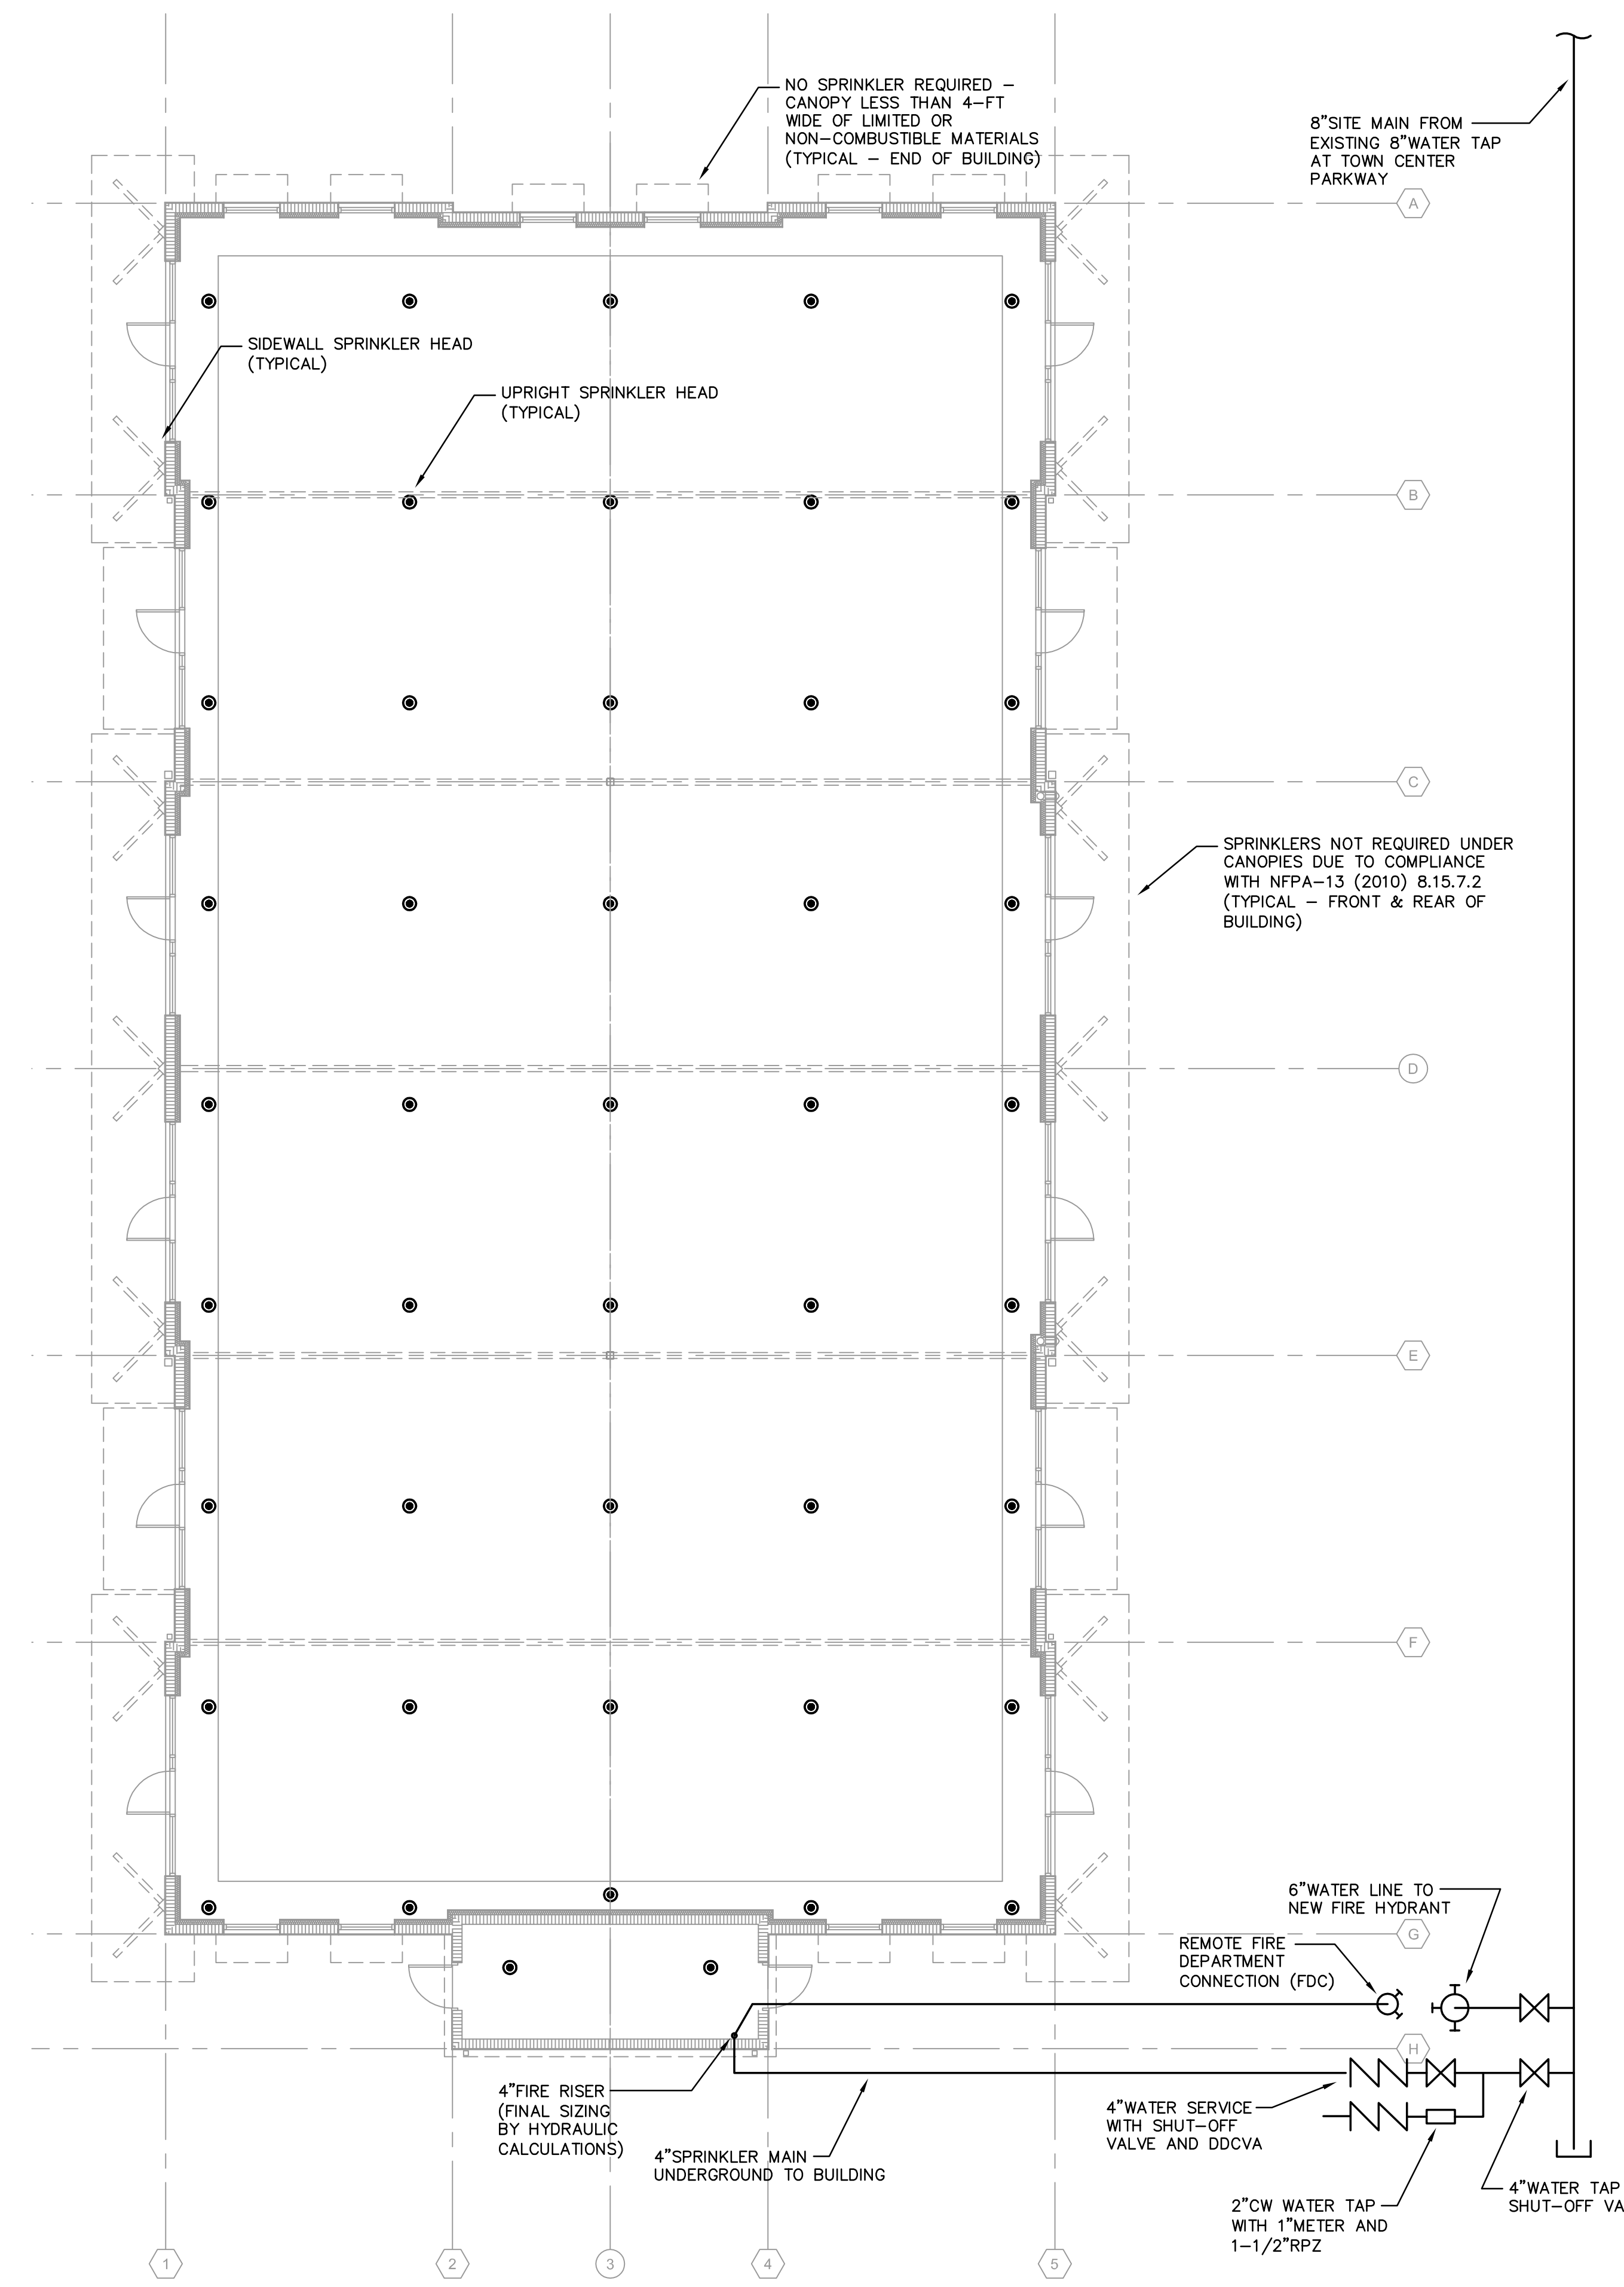 NO SPRINKLER REQUIRED –
CANOPY LESS THAN 4–FT
WIDE OF LIMITED OR
NON–COMBUSTIBLE MATERIALS
(TYPICAL – END OF BUILDING)
8"SITE MAIN FROM
EXISTING 8"WATER TAP
AT TOWN CENTER
PARKWAY
A
SIDEWALL SPRINKLER HEAD
(TYPICAL)
UPRIGHT SPRINKLER HEAD
(TYPICAL)
B
C
SPRINKLERS NOT REQUIRED UNDER
CANOPIES DUE TO COMPLIANCE
WITH NFPA–13 (2010) 8.15.7.2
(TYPICAL – FRONT & REAR OF
BUILDING)
D
E
F
6"WATER LINE TO
NEW FIRE HYDRANT
G
REMOTE FIRE
DEPARTMENT
CONNECTION (FDC)
H
4"FIRE RISER
(FINAL SIZING
BY HYDRAULIC
CALCULATIONS)
4"SPRINKLER MAIN
UNDERGROUND TO BUILDING
4"WATER SERVICE
WITH SHUT–OFF
VALVE AND DDCVA
2"CW WATER TAP
WITH 1"METER AND
1–1/2"RPZ
4"WATER TAP
SHUT–OFF VA
1
2
3
4
5